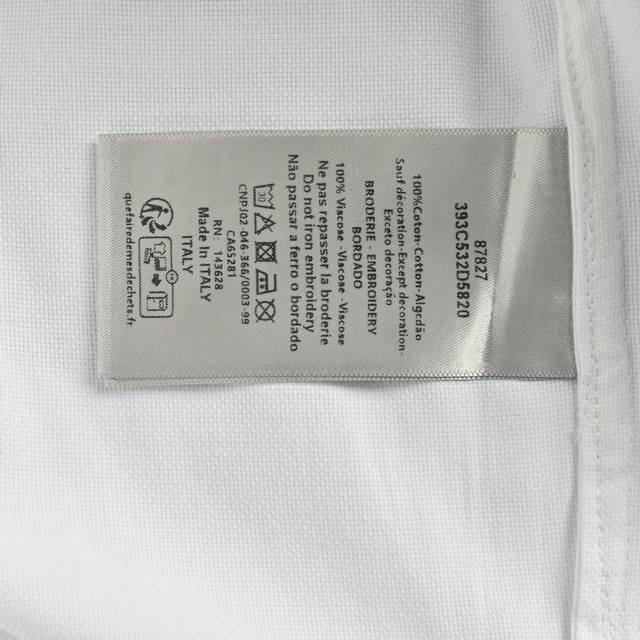 87827
393C532D5820
100%Coton-Cotton-Algodão
Sauf décoration-Except decoration-
Exceto decoração
BRODERIE - EMBROIDERY
BORDADO
100% Viscose -Viscose -Viscose
Ne pas repasser la broderie
Do not iron embroidery
Não passar a ferro o bordado
30
CNPJ02-046-366/0003-99
CA65281
RN: 143628
Made in ITALY
ITALY
quefairedemesdechets.fr